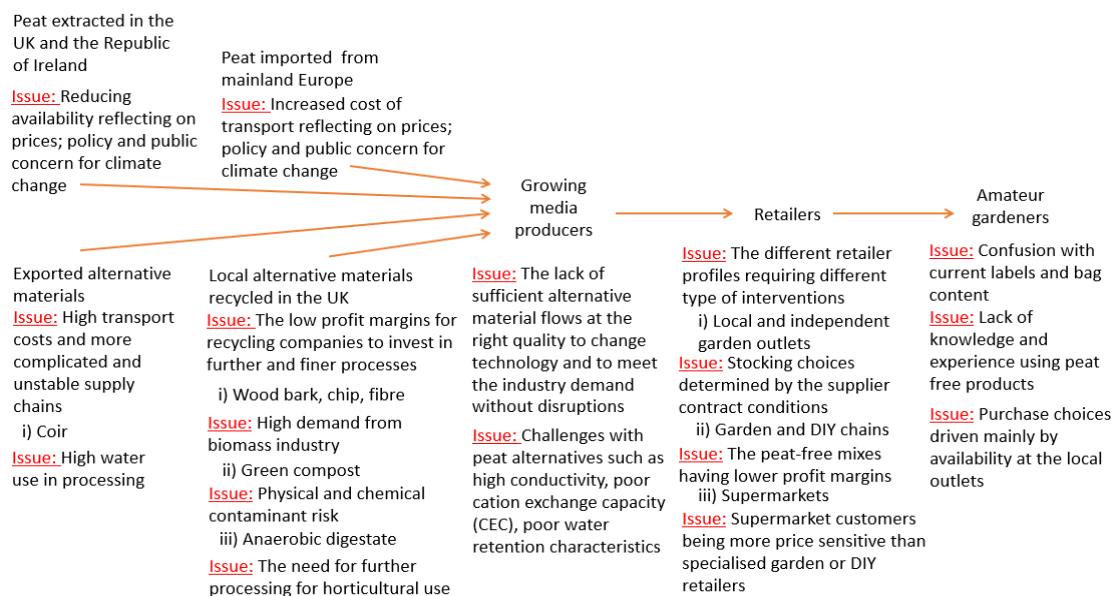 Peat extracted in the
UK and the Republic
of Ireland
Issue: Reducing
availability reflecting on
prices; policy and public
concern for climate
change
Peat imported from
mainland Europe
Issue: Increased cost of
transport reflecting on prices;
policy and public concern for
climate change
Exported alternative
materials
Issue: High transport
costs and more
complicated and
unstable supply
chains
i) Coir
Issue: High water
use in processing
Local alternative materials
recycled in the UK
Issue: The low profit margins for
recycling companies to invest in
further and finer processes
i) Wood bark, chip, fibre
Issue: High demand from
biomass industry
ii) Green compost
Issue: Physical and chemical
contaminant risk
iii) Anaerobic digestate
Issue: The need for further
processing for horticultural use
Growing
media
producers
Issue: The lack of
sufficient alternative
material flows at the
right quality to change
technology and to meet
the industry demand
without disruptions
Issue: Challenges with
peat alternatives such as
high conductivity, poor
cation exchange capacity
(CEC), poor water
retention characteristics
Retailers
Issue: The different retailer
profiles requiring different
type of interventions
i) Local and independent
garden outlets
Issue: Stocking choices
determined by the supplier
contract conditions
ii) Garden and DIY chains
Issue: The peat-free mixes
having lower profit margins
iii) Supermarkets
Issue: Supermarket customers
being more price sensitive than
specialised garden or DIY
retailers
Amateur
gardeners
Issue: Confusion with
current labels and bag
content
Issue: Lack of
knowledge and
experience using peat
free products
Issue: Purchase choices
driven mainly by
availability at the local
outlets